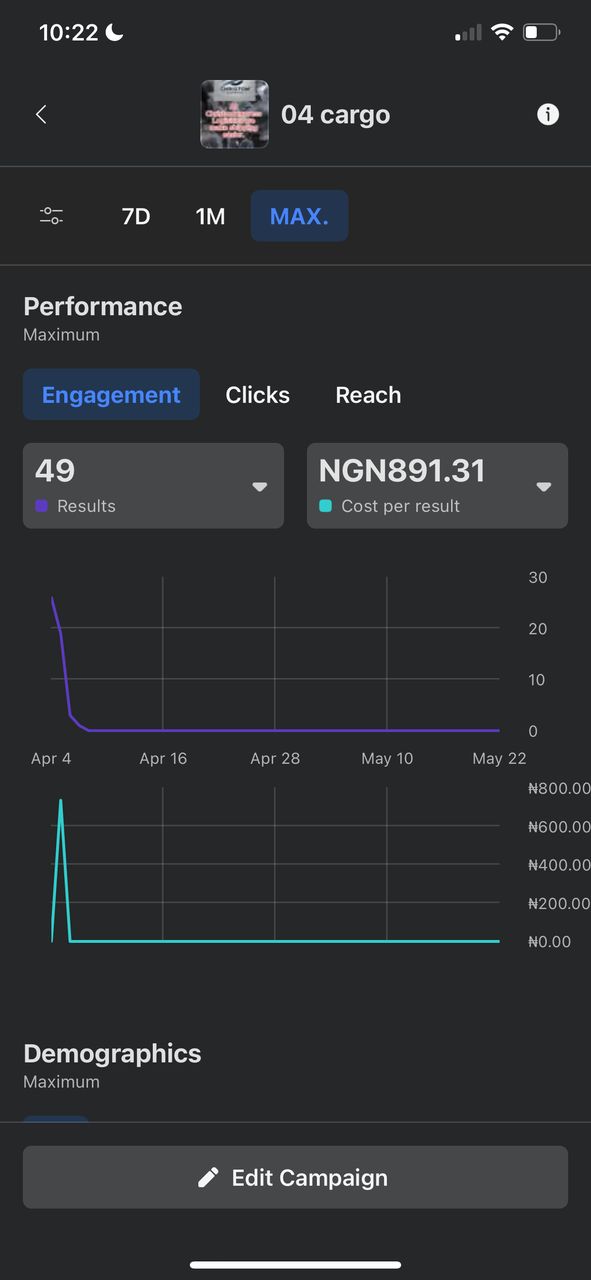 10:22
04 cargo
7D 1M MAX.
Performance
Maximum
Engagement Clicks Reach
49 NGN891.31
Results Cost per result
30
20
10
0
Apr 4 Apr 16 Apr 28 May 10 May 22
₦800.00
₦600.00
₦400.00
₦200.00
₦0.00
Demographics
Maximum
Edit Campaign